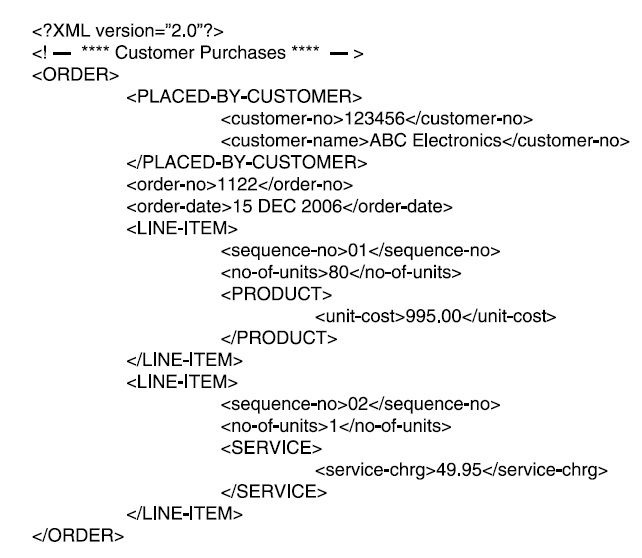 <?XML version=”2.0”?>
<! — **** Customer Purchases **** — >
<ORDER>
<PLACED-BY-CUSTOMER>
<customer-no>123456</customer-no>
<customer-name>ABC Electronics</customer-no>
</PLACED-BY-CUSTOMER>
<order-no>1122</order-no>
<order-date>15 DEC 2006</order-date>
<LINE-ITEM>
<sequence-no>01</sequence-no>
<no-of-units>80</no-of-units>
<PRODUCT>
<unit-cost>995.00</unit-cost>
</PRODUCT>
</LINE-ITEM>
<LINE-ITEM>
<sequence-no>02</sequence-no>
<no-of-units>1</no-of-units>
<SERVICE>
<service-chrg>49.95</service-chrg>
</SERVICE>
</LINE-ITEM>
</ORDER>